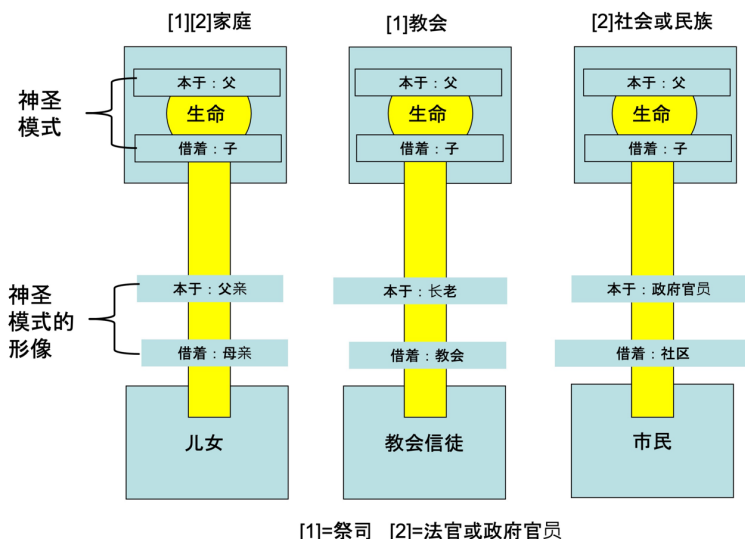 [1][2]家庭
[1]教会
[2]社会或民族
神圣
模式
本于：父
生命
借着：子
本于：父
生命
借着：子
本于：父
生命
借着：子
神圣
模式的
形像
本于：父亲
借着：母亲
本于：长老
借着：教会
本于：政府官员
借着：社区
儿女
教会信徒
市民
[1]=祭司 [2]=法官或政府官员